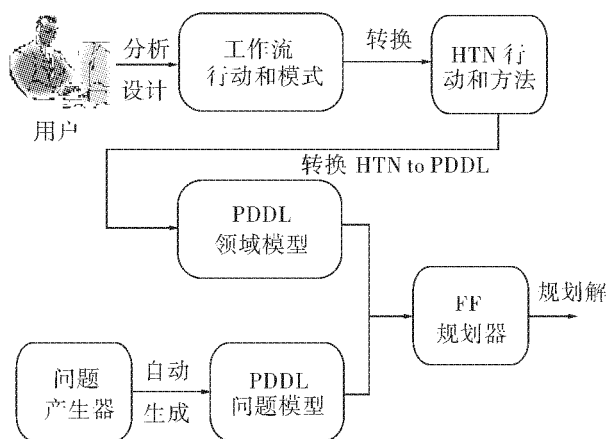 用户
分析
设计
工作流
行动和模式
转换
HTN 行
动和方法
转换 HTN to PDDL
PDDL
领域模型
FF
规划器
规划解
问题
产生器
自动
生成
PDDL
问题模型